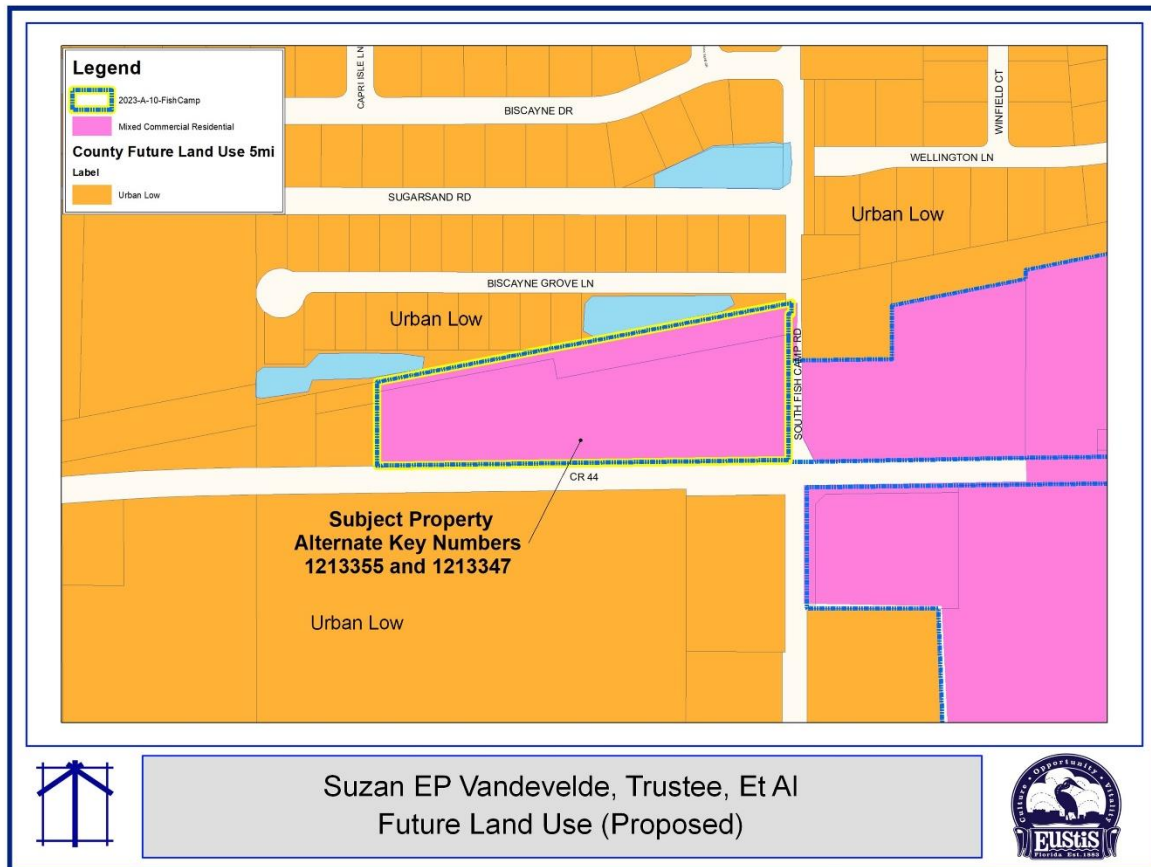 Legend
2023-A-10-FishCamp
Mixed Commercial Residential
County Future Land Use 5mi
Label
Urban Low
CAPRI ISLE LN
BISCAYNE DR
WINFIELD CT
WELLINGTON LN
SUGARSAND RD
Urban Low
BISCAYNE GROVE LN
Urban Low
SOUTH FISH CAMP RD
CR 44
Subject Property
Alternate Key Numbers
1213355 and 1213347
Urban Low
Suzan EP Vandevelde, Trustee, Et Al
Future Land Use (Proposed)
Culture • Opportunity • Vitality
EUSTIS
Florida Est. 1883